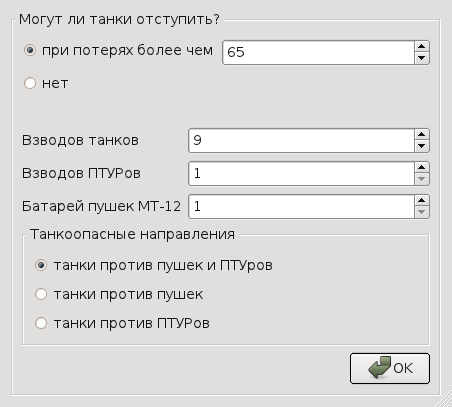 Могут ли танки отступить?
при потерях более чем 65
нет
Взводов танков 9
Взводов ПТУРов 1
Батарей пушек МТ-12 1
Танкоопасные направления
танки против пушек и ПТУров
танки против пушек
танки против ПТУРов
OK